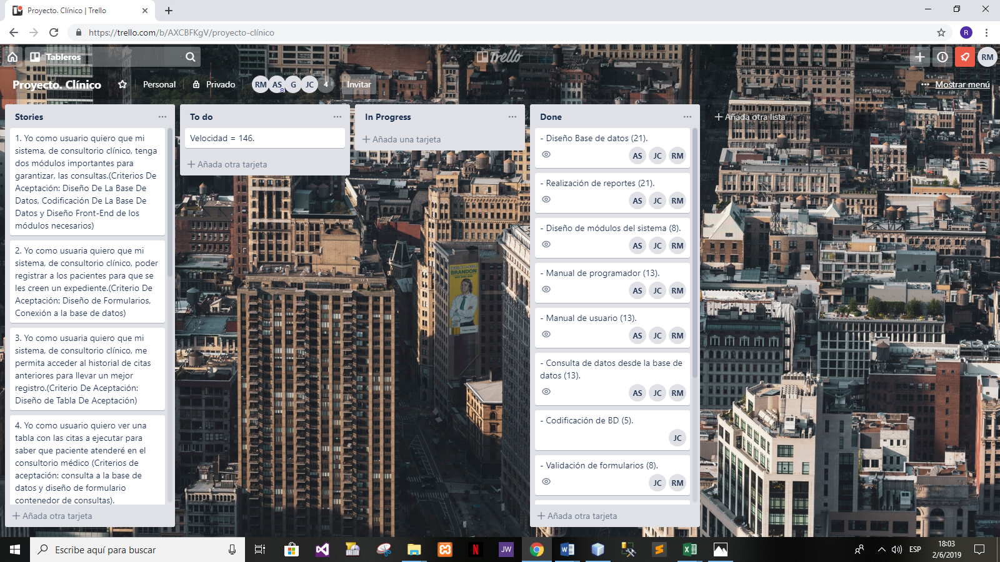 Proyecto. Clínico | Trello
https://trello.com/b/AXCBFKgV/proyecto-clínico
R
Tableros
Trello
RM
Proyecto. Clínico
Personal
Privado
RM AS G JC 4
Invitar
Mostrar menú
Stories
1. Yo como usuario quiero que mi
sistema, de consultorio clínico, tenga
dos módulos importantes para
garantizar, las consultas.(Criterios De
Aceptación: Diseño De La Base De
Datos, Codificación De La Base De
Datos y Diseño Front-End de los
módulos necesarios)
2. Yo como usuaria quiero que mi
sistema, de consultorio clínico, poder
registrar a los pacientes para que se
les creen un expediente.(Criterio De
Aceptación: Diseño de Formularios,
Conexión a la base de datos)
3. Yo como usuaria quiero que mi
sistema, de consultorio clínico, me
permita acceder al historial de citas
anteriores para llevar un mejor
registro.(Criterio De Aceptación:
Diseño de Tabla De Aceptación)
4. Yo como usuario quiero ver una
tabla con las citas a ejecutar para
saber que paciente atenderé en el
consultorio médico (Criterios de
aceptación: consulta a la base de
datos y diseño de formulario
contenedor de consultas).
Añada otra tarjeta
To do
Velocidad = 146.
Añada otra tarjeta
In Progress
Añada una tarjeta
Done
- Diseño Base de datos (21).
AS JC RM
- Realización de reportes (21).
AS JC RM
- Diseño de módulos del sistema (8).
AS JC RM
- Manual de programador (13).
AS JC RM
- Manual de usuario (13).
AS JC RM
- Consulta de datos desde la base de
datos (13).
AS JC RM
- Codificación de BD (5).
JC
- Validación de formularios (8).
JC RM
Añada otra tarjeta
Añada otra lista
BRANDON
Escribe aquí para buscar
N
JW
ESP
18:03
2/6/2019